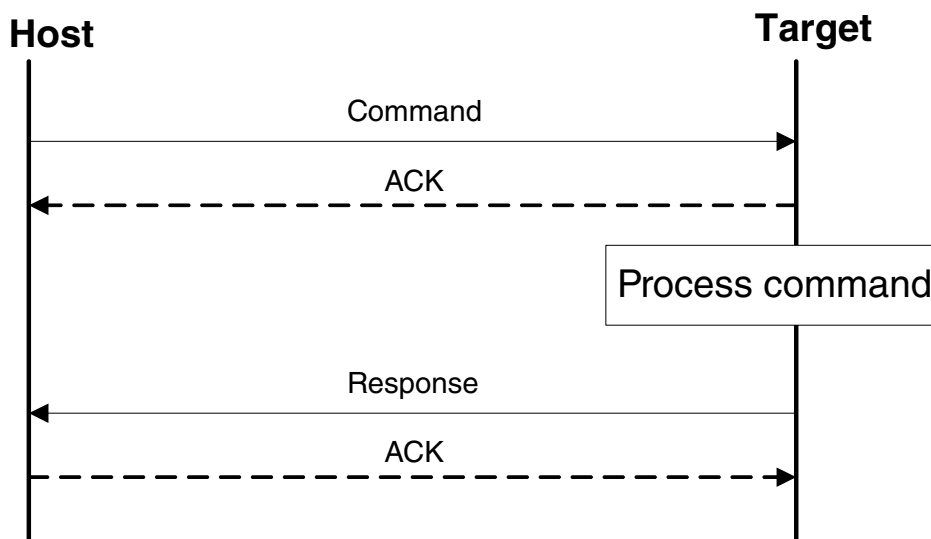 Host
Target
Command
ACK
Process command
Response
ACK